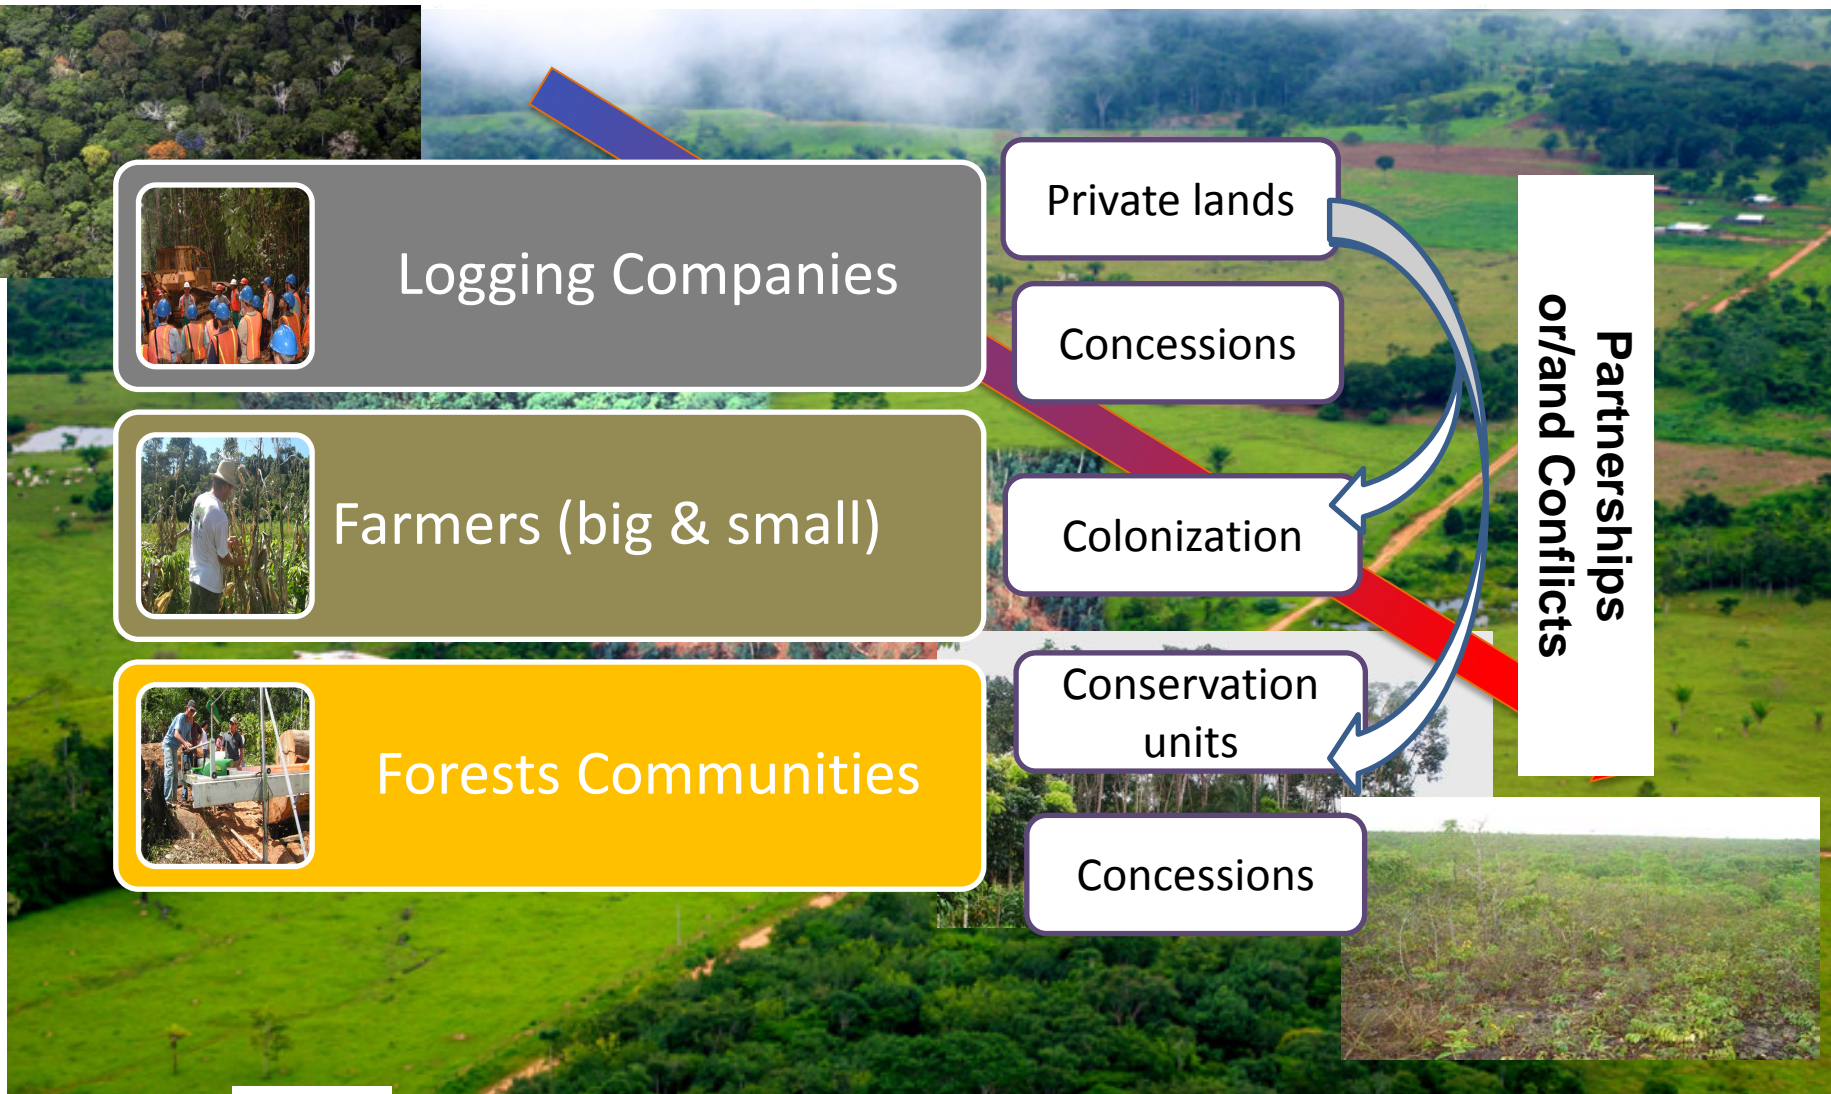 Logging Companies
Private lands
Concessions
Farmers (big & small)
Colonization
Forests Communities
Conservation
units
Concessions
Partnerships
or/and Conflicts